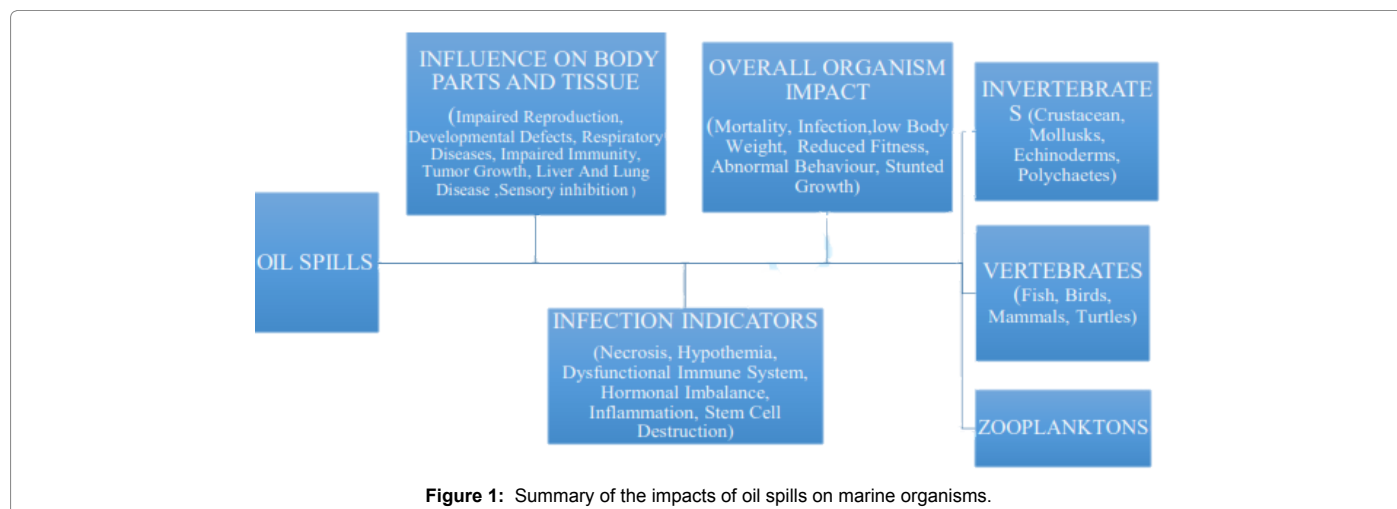 INFLUENCE ON BODY
PARTS AND TISSUE
(Impaired Reproduction,
Developmental Defects, Respiratory
Diseases, Impaired Immunity,
Tumor Growth, Liver And Lung
Disease ,Sensory inhibition )
OVERALL ORGANISM
IMPACT
(Mortality, Infection,low Body
Weight, Reduced Fitness,
Abnormal Behaviour, Stunted
Growth)
INVERTEBRATE
S (Crustacean,
Mollusks,
Echinoderms,
Polychaetes)
OIL SPILLS
VERTEBRATES
(Fish, Birds,
Mammals, Turtles)
INFECTION INDICATORS
(Necrosis, Hypothemia,
Dysfunctional Immune System,
Hormonal Imbalance,
Inflammation, Stem Cell
Destruction)
ZOOPLANKTONS
Figure 1: Summary of the impacts of oil spills on marine organisms.